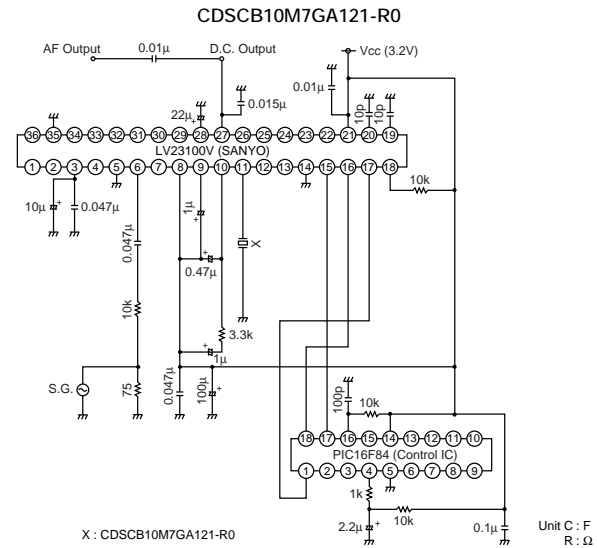 CDSCB10M7GA121-R0
AF Output
0.01μ
D.C. Output
Vcc (3.2V)
0.01μ
0.015μ
22μ
+
10p
10p
36 35 34 33 32 31 30 29 28 27 26 25 24 23 22 21 20 19
LV23100V (SANYO)
1 2 3 4 5 6 7 8 9 10 11 12 13 14 15 16 17 18
10k
10μ
+
0.047μ
0.047μ
1μ
+
0.47μ
+
X
10k
3.3k
+
1μ
S.G.
75
0.047μ
100μ
+
100p
10k
18 17 16 15 14 13 12 11 10
PIC16F84 (Control IC)
1 2 3 4 5 6 7 8 9
1k
10k
2.2μ
+
0.1μ
X : CDSCB10M7GA121-R0
Unit C : F
R : Ω